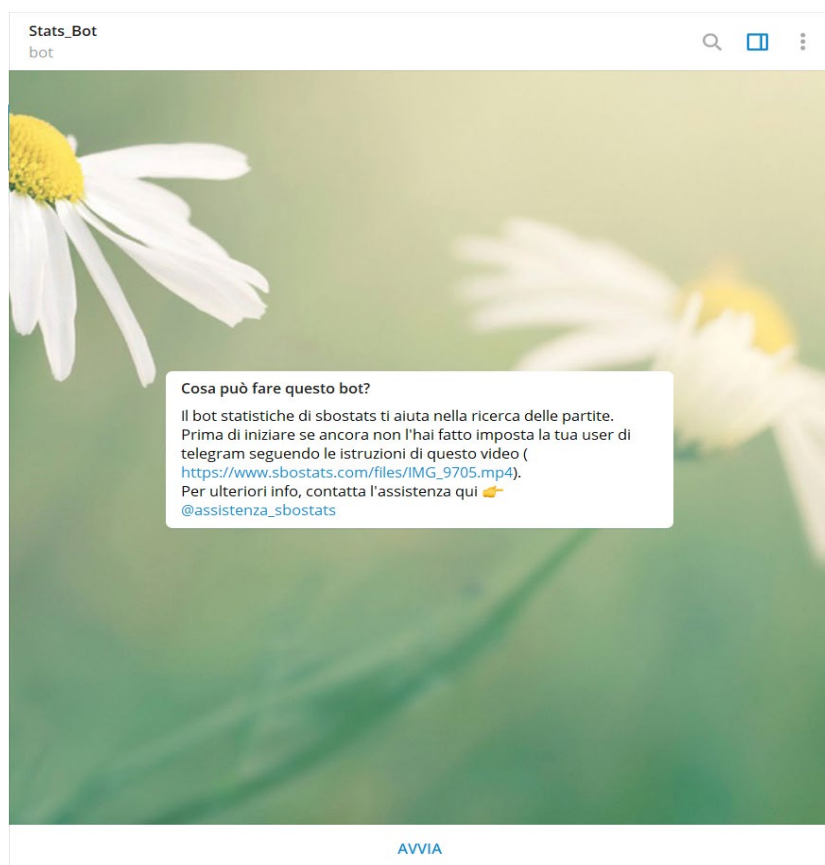 Stats_Bot
bot
Cosa può fare questo bot?
Il bot statistiche di sbostats ti aiuta nella ricerca delle partite.
Prima di iniziare se ancora non l'hai fatto imposta la tua user di
telegram seguendo le istruzioni di questo video (
https://www.sbostats.com/files/IMG_9705.mp4).
Per ulteriori info, contatta l'assistenza qui 👉
@assistenza_sbostats
AVVIA